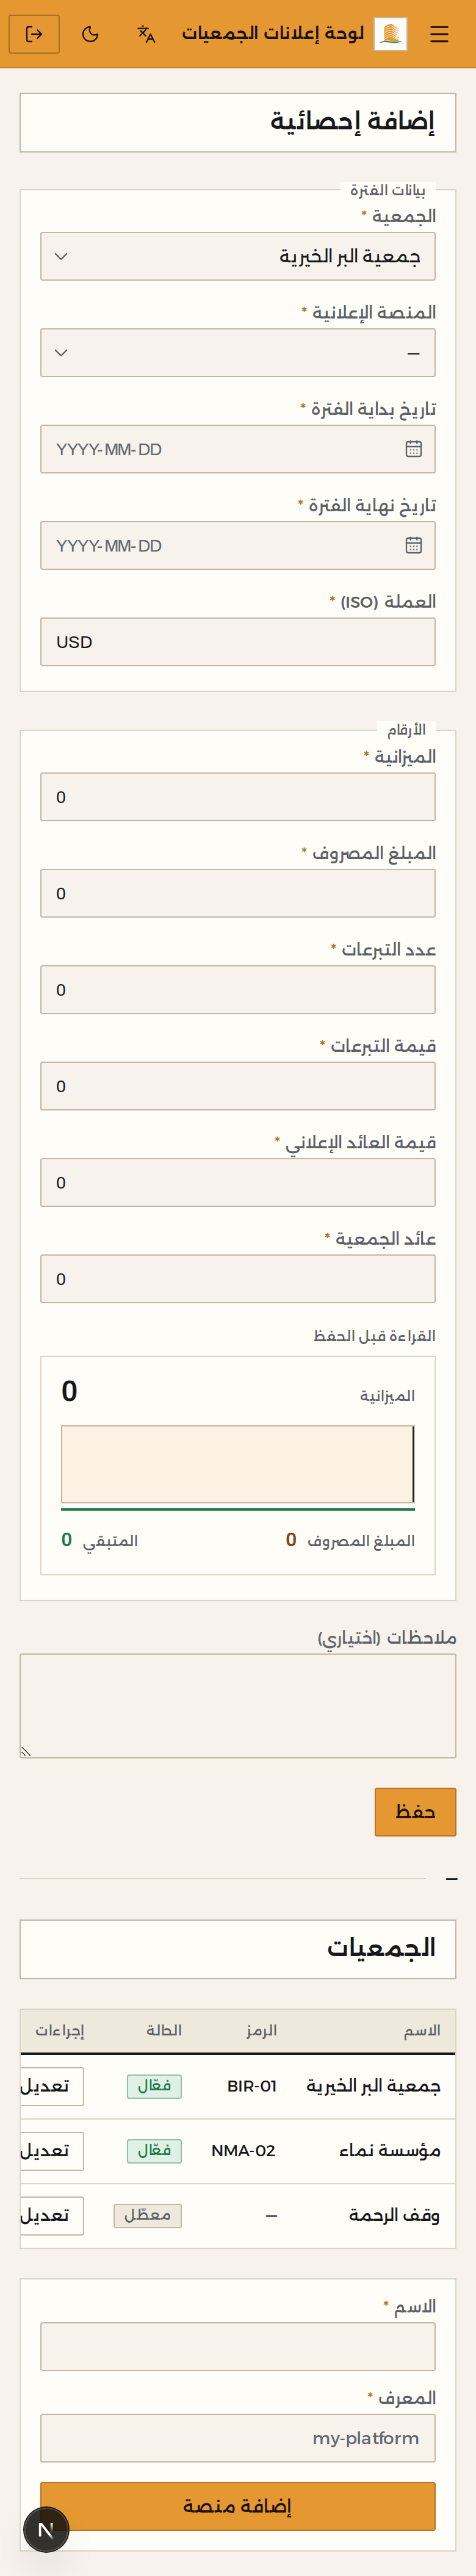 لوحة إعلانات الجمعيات
إضافة إحصائية
بيانات الفترة
الجمعية *
جمعية البر الخيرية
المنصة الإعلانية *
—
تاريخ بداية الفترة *
YYYY-MM-DD
تاريخ نهاية الفترة *
YYYY-MM-DD
العملة (ISO) *
USD
الأرقام
الميزانية *
0
المبلغ المصروف *
0
عدد التبرعات *
0
قيمة التبرعات *
0
قيمة العائد الإعلاني *
0
عائد الجمعية *
0
القراءة قبل الحفظ
الميزانية 0
المبلغ المصروف 0 المتبقي 0
ملاحظات (اختياري)
حفظ
—
الجمعيات
الاسم الرمز الحالة إجراءات
جمعية البر الخيرية BIR-01 فعّال تعديل
مؤسسة نماء NMA-02 فعّال تعديل
وقف الرحمة — معطّل تعديل
الاسم *
المعرف *
my-platform
إضافة منصة
N